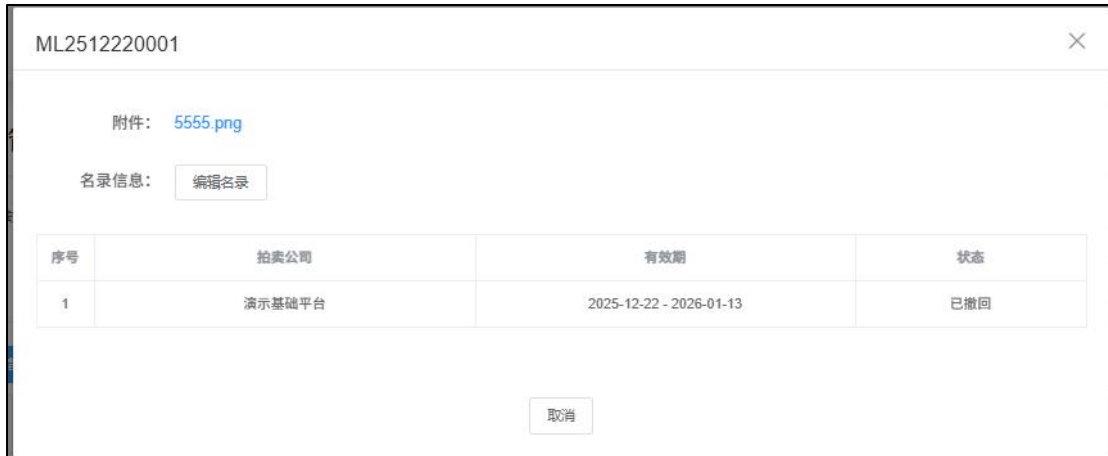 ML2512220001
附件： 5555.png
名录信息： 编辑名录
序号 拍卖公司 有效期 状态
1 演示基础平台 2025-12-22 - 2026-01-13 已撤回
取消